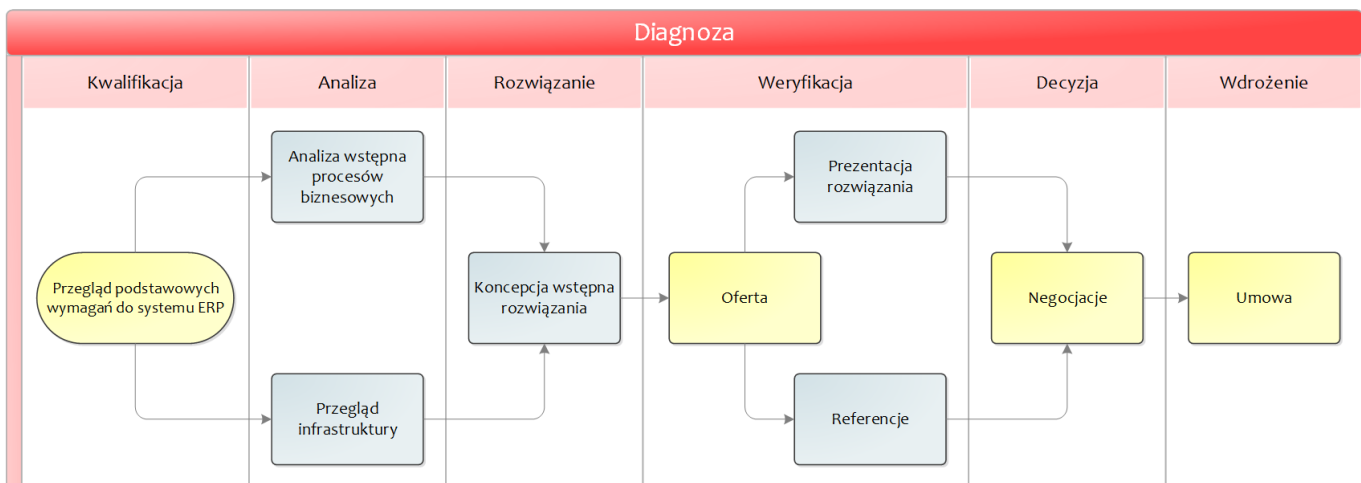 Diagnoza
Kwalifikacja
Analiza
Rozwiązanie
Weryfikacja
Decyzja
Wdrożenie
Przegląd podstawowych
wymagań do systemu ERP
Analiza wstępna
procesów
biznesowych
Przegląd
infrastruktury
Koncepcja wstępna
rozwiązania
Oferta
Prezentacja
rozwiązania
Referencje
Negocjacje
Umowa